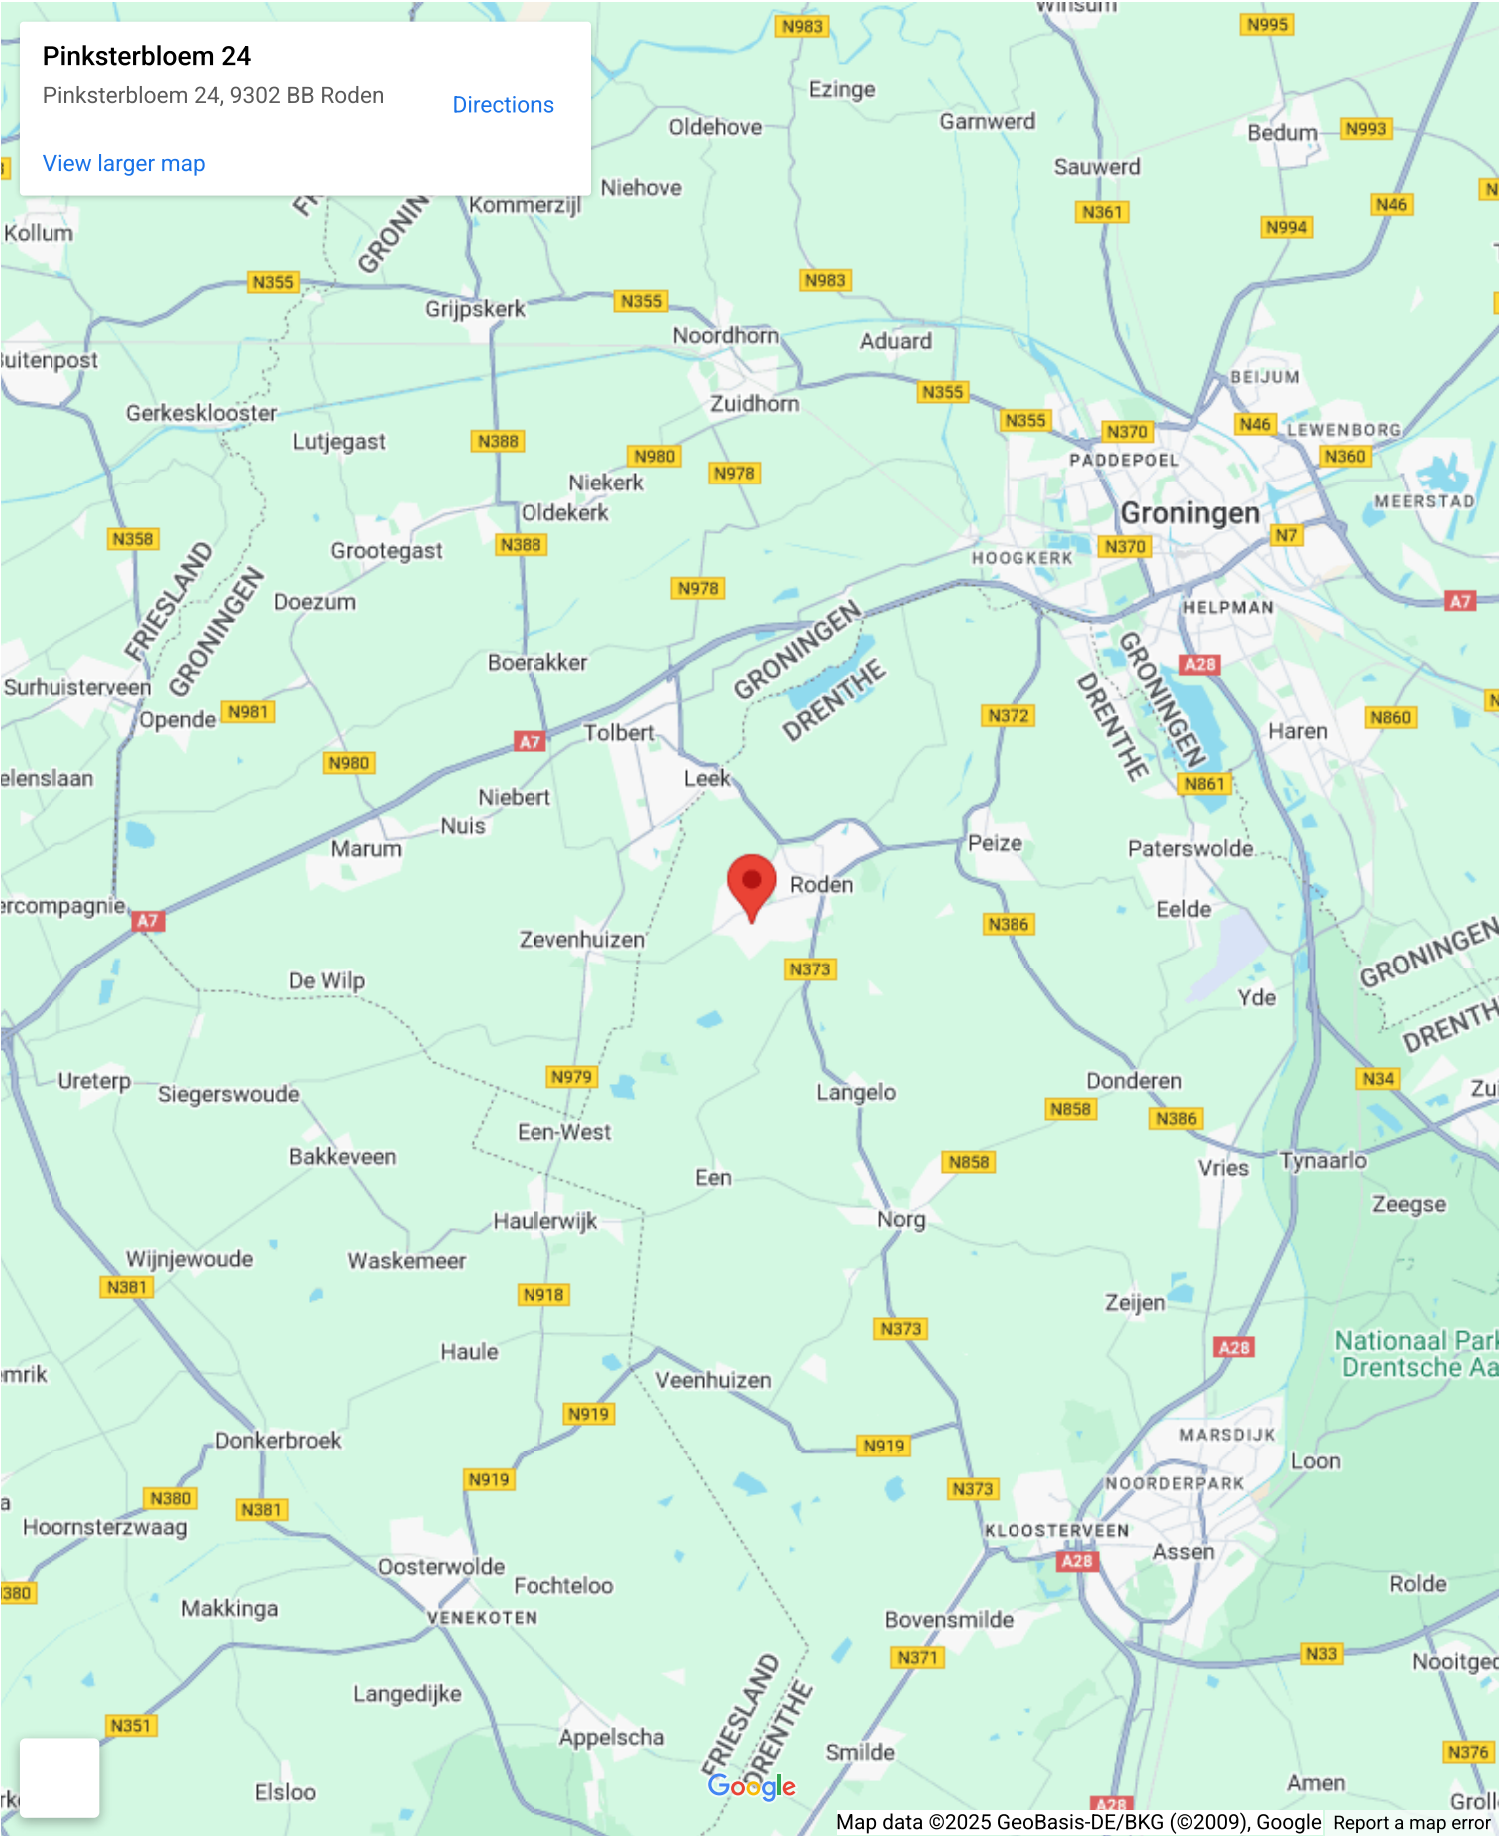 Pinksterbloem 24
Pinksterbloem 24, 9302 BB Roden
Directions
View larger map
Winsum
N983
N995
Ezinge
Oldehove
Garnwerd
Bedum
N993
Sauwerd
Niehove
Kommerzijl
N361
N46
N994
Kollum
GRONIN
N355
N983
N355
Grijpskerk
Noordhorn
Aduard
Buitenpost
BEIJUM
N355
Zuidhorn
Gerkesklooster
N355
N46
LEWENBORG
N370
Lutjegast
N388
N980
PADDEPOEL
N360
N978
Niekerk
MEERSTAD
Oldekerk
Groningen
N358
N388
Grootegast
N370
N7
HOOGKERK
N978
Doezum
HELPMAN
A7
FRIESLAND
GRONINGEN
GRONINGEN
DRENTHE
GRONINGEN
DRENTHE
Boerakker
A28
Surhuisterveen
Opende
N981
N372
N860
Tolbert
Haren
A7
N980
Leek
elenslaan
N861
Niebert
Nuis
Marum
Peize
Paterswolde
Roden
ercompagnie
A7
Eelde
N386
Zevenhuizen
GRONINGEN
N373
De Wilp
Yde
DRENTH
Ureterp
Siegerswoude
N979
Langelo
Donderen
N34
Zui
N858
N386
Een-West
Bakkeveen
N858
Een
Vries
Tynaarlo
Zeegse
Haulerwijk
Norg
Wijnjewoude
Waskemeer
N381
N918
Zeijen
N373
A28
Nationaal Park
Drentsche Aa
Haule
mrik
Veenhuizen
N919
Donkerbroek
N919
MARSDIJK
Loon
N919
N373
NOORDERPARK
N380
N381
Hoornsterzwaag
KLOOSTERVEEN
Assen
A28
Oosterwolde
Fochteloo
Rolde
380
Makkinga
VENEKOTEN
Bovensmilde
N371
N33
Nooitged
Langedijke
FRIESLAND
DRENTHE
N351
Appelscha
Smilde
N376
Elsloo
Google
Amen
A28
Groll
Map data ©2025 GeoBasis-DE/BKG (©2009), Google
Report a map error